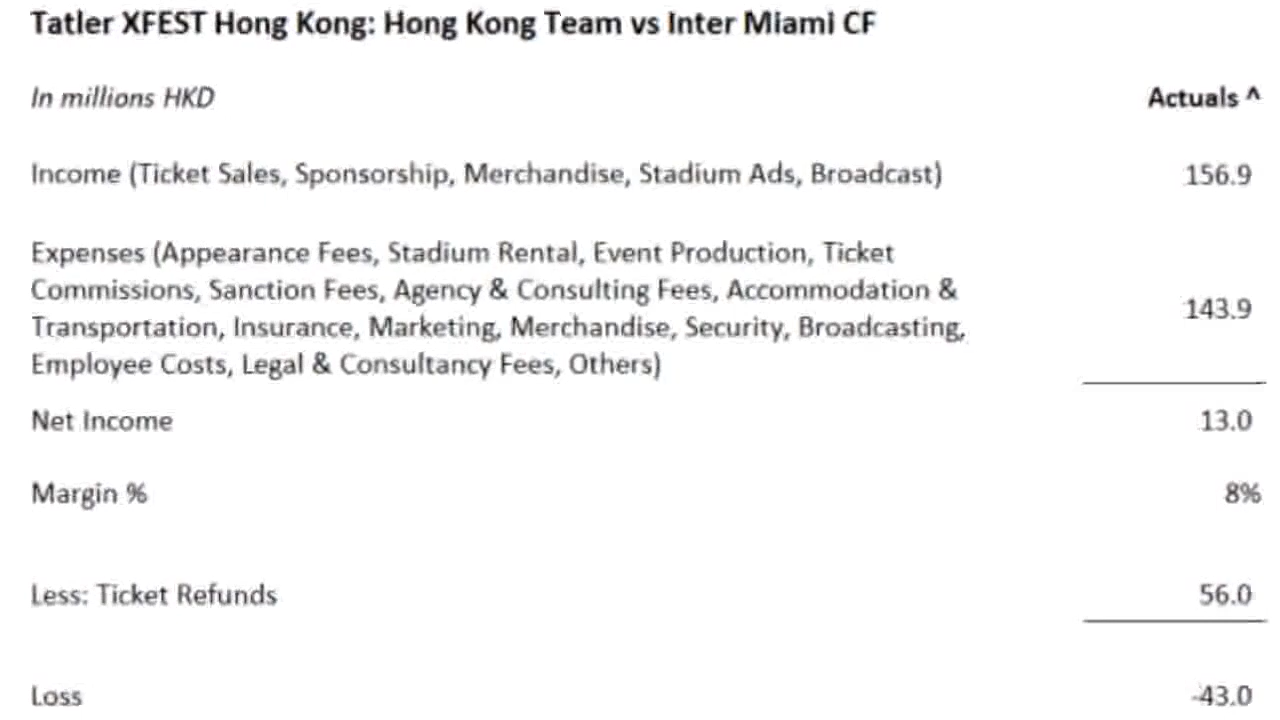 Tatler XFEST Hong Kong: Hong Kong Team vs Inter Miami CF
In millions HKD Actuals ^
Income (Ticket Sales, Sponsorship, Merchandise, Stadium Ads, Broadcast) 156.9
Expenses (Appearance Fees, Stadium Rental, Event Production, Ticket
Commissions, Sanction Fees, Agency & Consulting Fees, Accommodation &
Transportation, Insurance, Marketing, Merchandise, Security, Broadcasting,
Employee Costs, Legal & Consultancy Fees, Others) 143.9
Net Income 13.0
Margin % 8%
Less: Ticket Refunds 56.0
Loss -43.0